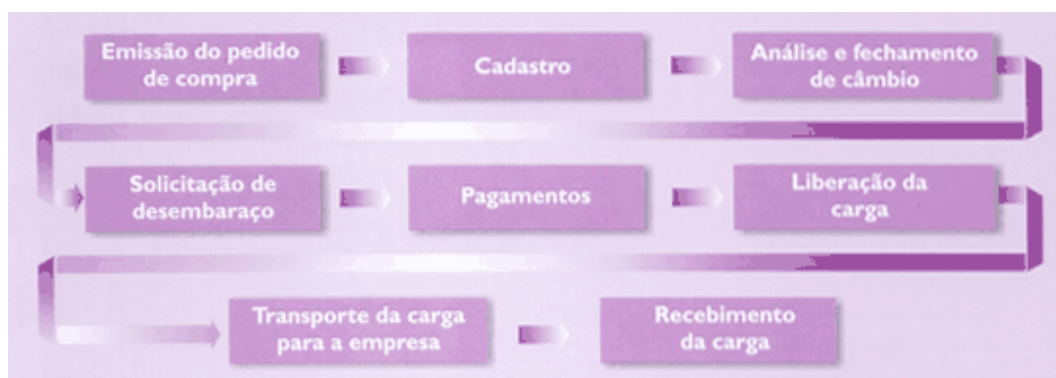 Emissão do pedido
de compra
Cadastro
Análise e fechamento
de câmbio
Solicitação de
desembaraço
Pagamentos
Liberação da
carga
Transporte da carga
para a empresa
Recebimento
da carga